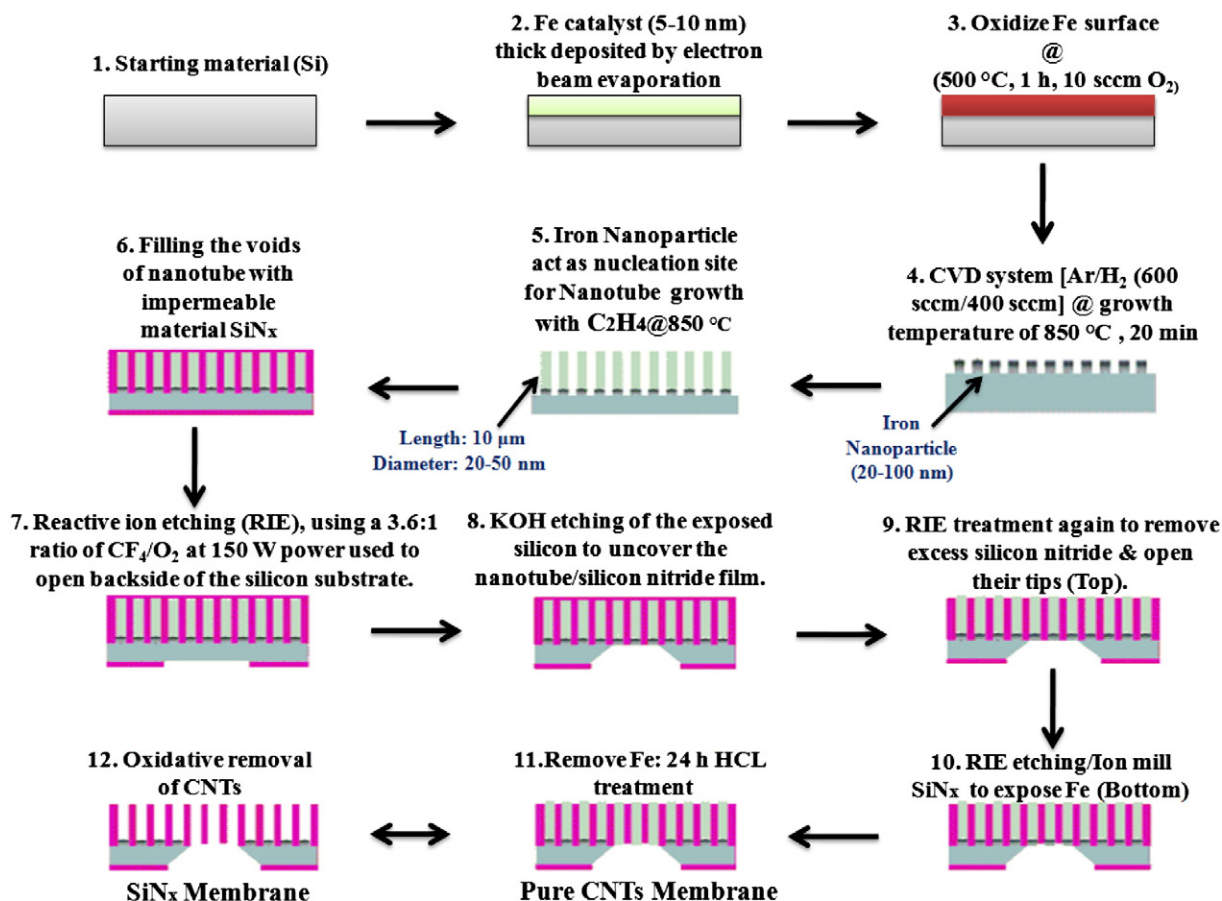 1. Starting material (Si)
2. Fe catalyst (5-10 nm)
thick deposited by electron
beam evaporation
3. Oxidize Fe surface
@
(500 °C, 1 h, 10 sccm O₂)
4. CVD system [Ar/H₂ (600
sccm/400 sccm] @ growth
temperature of 850 °C , 20 min
Iron
Nanoparticle
(20-100 nm)
5. Iron Nanoparticle
act as nucleation site
for Nanotube growth
with C2H4@850 °C
Length: 10 µm
Diameter: 20-50 nm
6. Filling the voids
of nanotube with
impermeable
material SiNx
7. Reactive ion etching (RIE), using a 3.6:1
ratio of CF₄/O₂ at 150 W power used to
open backside of the silicon substrate.
8. KOH etching of the exposed
silicon to uncover the
nanotube/silicon nitride film.
9. RIE treatment again to remove
excess silicon nitride & open
their tips (Top).
10. RIE etching/Ion mill
SiNx to expose Fe (Bottom)
11.Remove Fe: 24 h HCL
treatment
Pure CNTs Membrane
12. Oxidative removal
of CNTs
SiNx Membrane